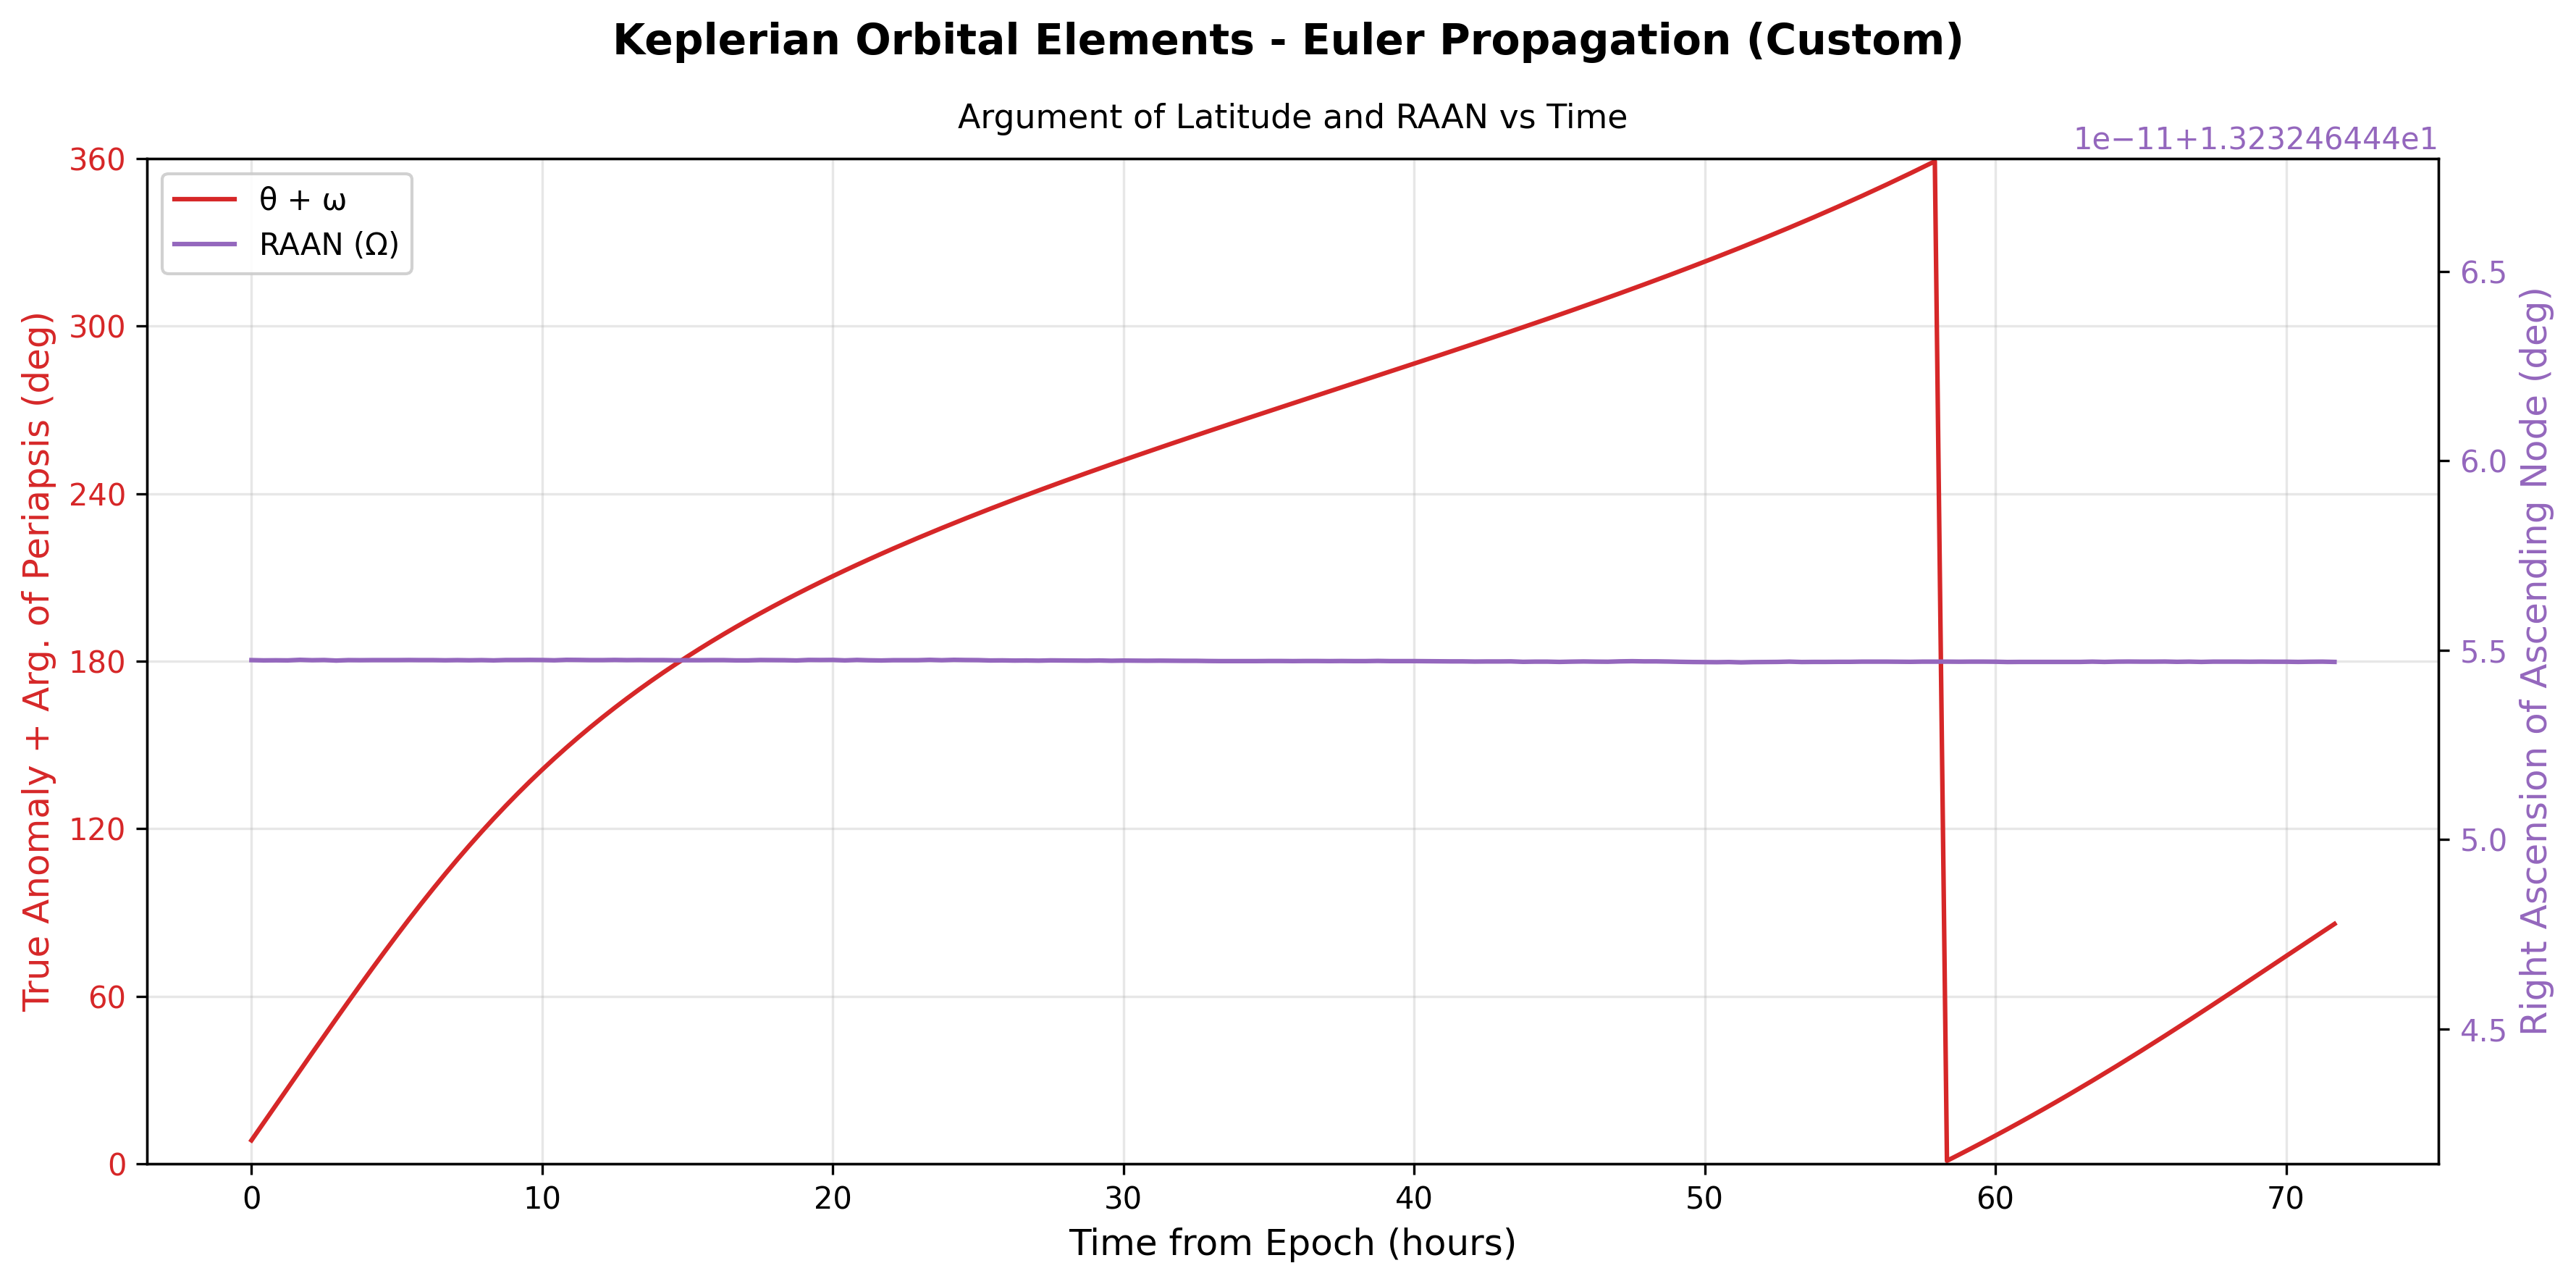 Keplerian Orbital Elements - Euler Propagation (Custom)
Argument of Latitude and RAAN vs Time
1e−11+1.323246444e1
θ + ω
RAAN (Ω)
True Anomaly + Arg. of Periapsis (deg)
360
300
240
180
120
60
0
6.5
6.0
5.5
5.0
4.5
Right Ascension of Ascending Node (deg)
0 10 20 30 40 50 60 70
Time from Epoch (hours)